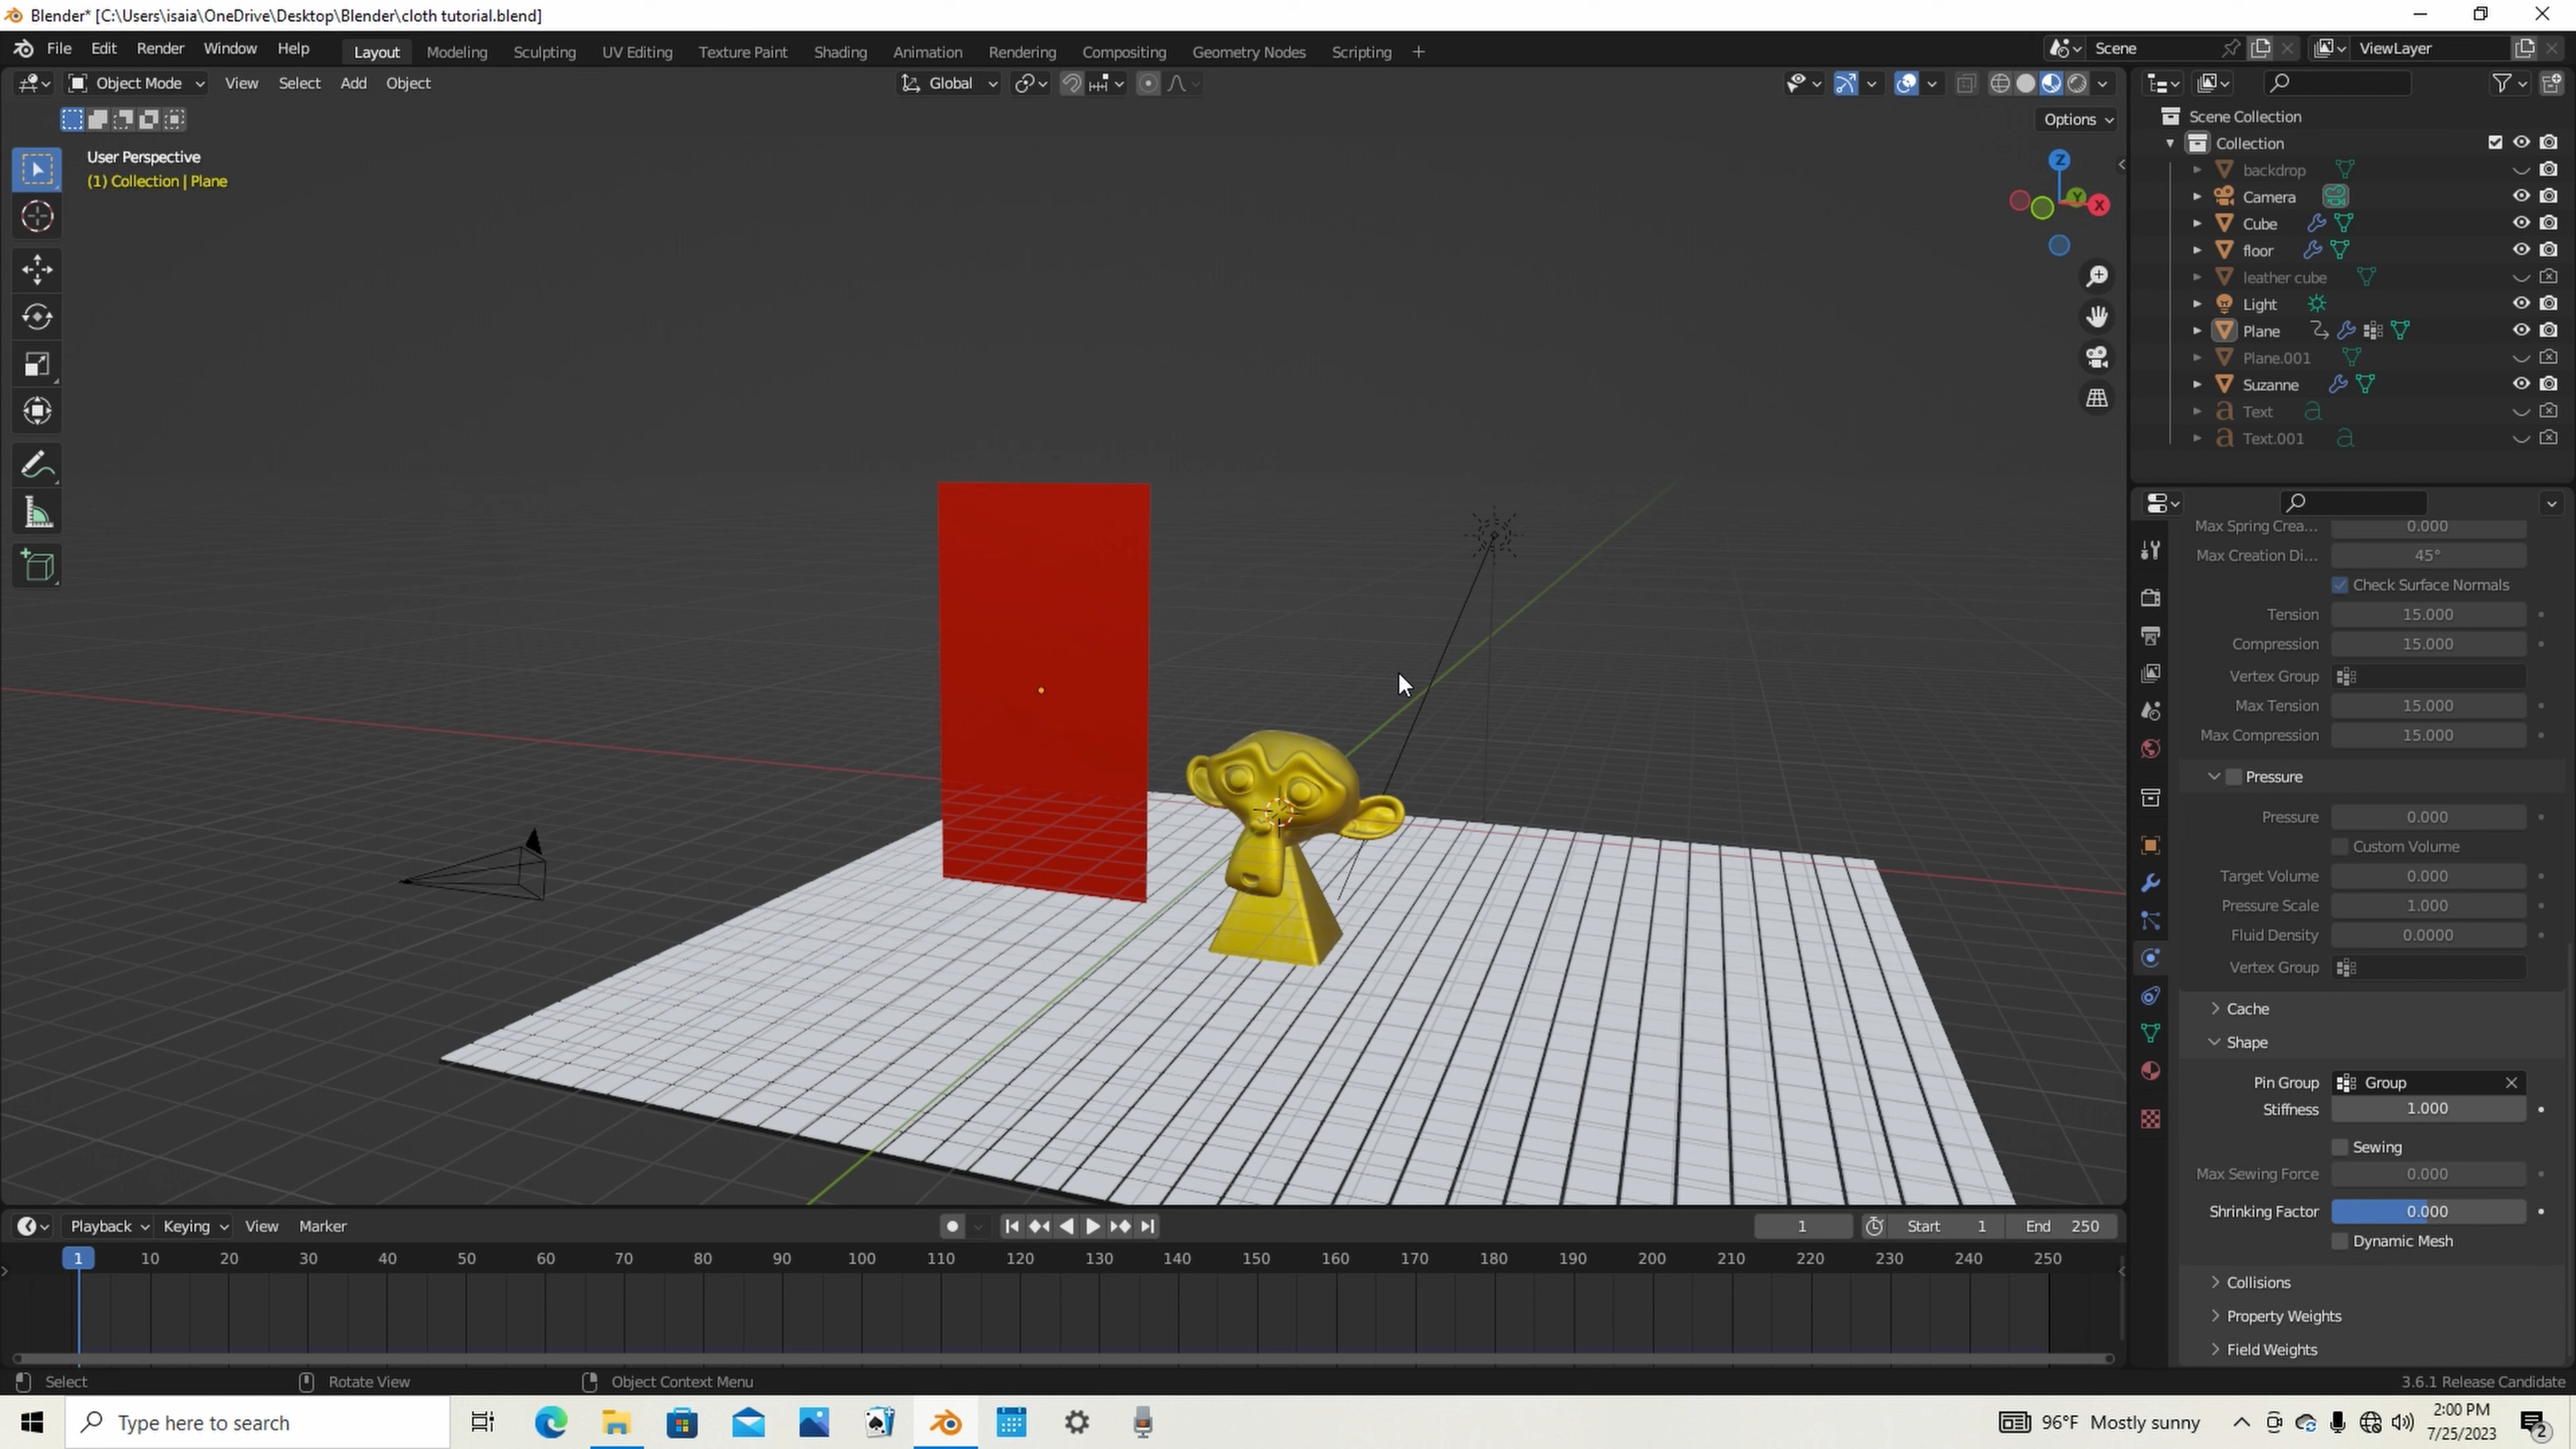 Blender* [C:\Users\isaia\OneDrive\Desktop\Blender\cloth tutorial.blend]
File Edit Render Window Help Layout Modeling Sculpting UV Editing Texture Paint Shading Animation Rendering Compositing Geometry Nodes Scripting + Scene ViewLayer
Object Mode View Select Add Object Global
Options
User Perspective
(1) Collection | Plane
Z
Y
X
Scene Collection
Collection
backdrop
Camera
Cube
floor
leather cube
Light
Plane
Plane.001
Suzanne
Text
Text.001
Max Spring Crea... 0.000
Max Creation Di... 45°
Check Surface Normals
Tension 15.000
Compression 15.000
Vertex Group
Max Tension 15.000
Max Compression 15.000
Pressure
Pressure 0.000
Custom Volume
Target Volume 0.000
Pressure Scale 1.000
Fluid Density 0.0000
Vertex Group
Cache
Shape
Pin Group Group
Stiffness 1.000
Sewing
Max Sewing Force 0.000
Shrinking Factor 0.000
Dynamic Mesh
Collisions
Property Weights
Field Weights
Playback Keying View Marker 1 Start 1 End 250
1 10 20 30 40 50 60 70 80 90 100 110 120 130 140 150 160 170 180 190 200 210 220 230 240 250
Select Rotate View Object Context Menu 3.6.1 Release Candidate
Type here to search 96°F Mostly sunny 2:00 PM
7/25/2023 2